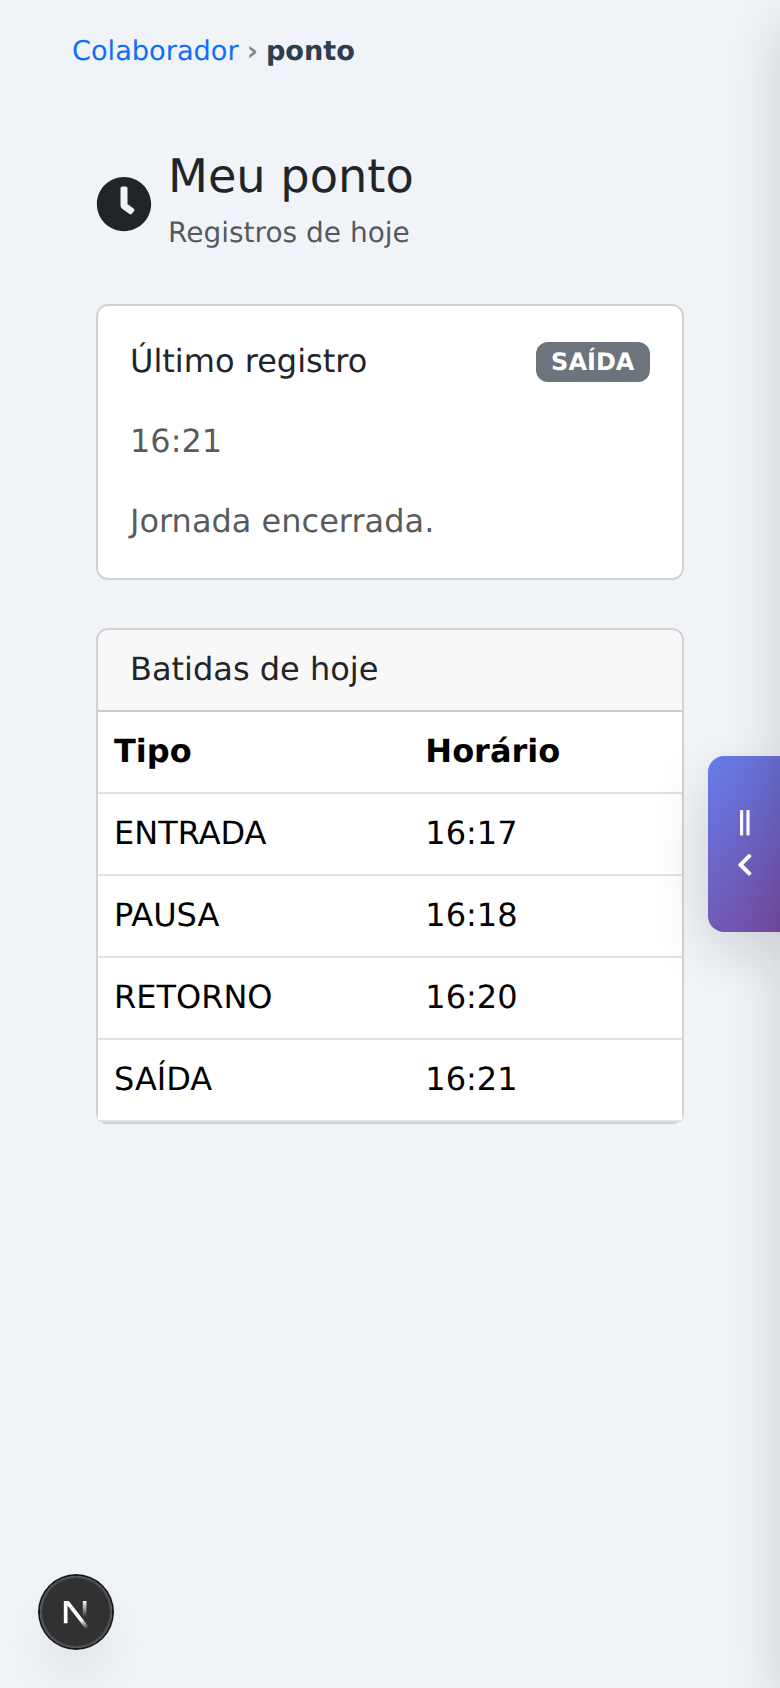 Colaborador › ponto
Meu ponto
Registros de hoje
Último registro
SAÍDA
16:21
Jornada encerrada.
Batidas de hoje
Tipo Horário
ENTRADA 16:17
PAUSA 16:18
RETORNO 16:20
SAÍDA 16:21
N